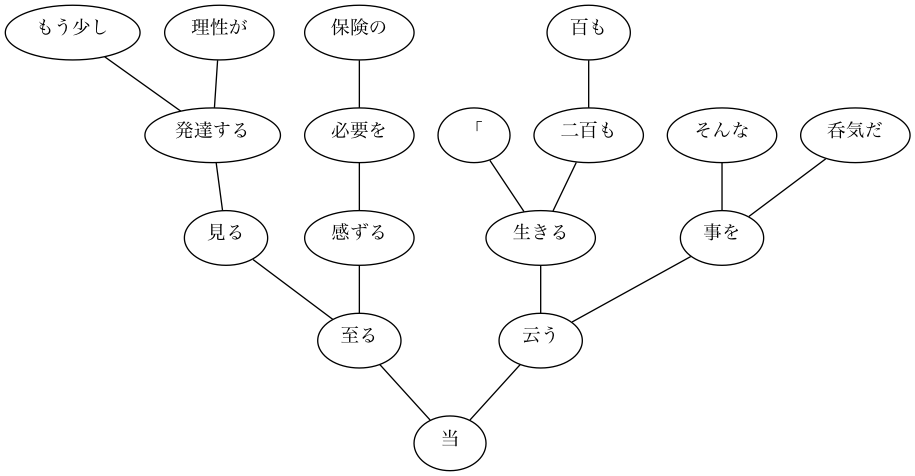 もう少し 理性が 保険の 百も
発達する 必要を 「 二百も そんな 呑気だ
見る 感ずる 生きる 事を
至る 云う
当